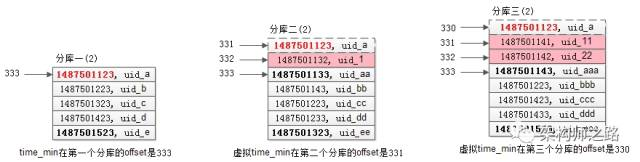 分库一(2)
333
1487501123, uid_a
1487501223, uid_b
1487501323, uid_c
1487501423, uid_d
1487501523, uid_e
time_min在第一个分库的offset是333
分库二(2)
331
1487501123, uid_a
332
1487501132, uid_1
333
1487501133, uid_aa
1487501143, uid_bb
1487501223, uid_cc
1487501233, uid_dd
1487501323, uid_ee
虚拟time_min在第二个分库的offset是331
分库三(2)
330
1487501123, uid_a
331
1487501141, uid_11
332
1487501142, uid_22
333
1487501143, uid_aaa
1487501223, uid_bbb
1487501423, uid_ccc
1487501433, uid_ddd
架构师之路
虚拟time_min在第三个分库的offset是330